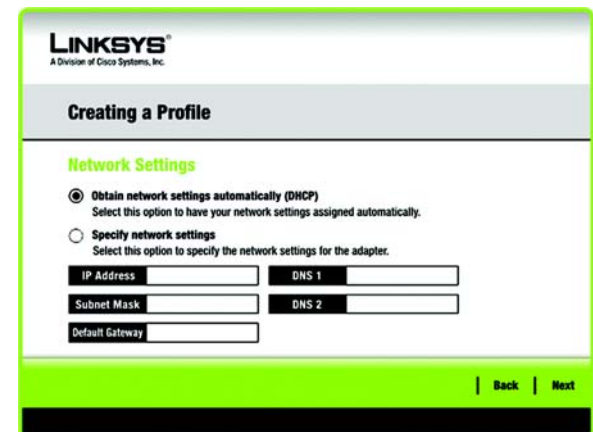 LINKSYS®
A Division of Cisco Systems, Inc.
Creating a Profile
Network Settings
Obtain network settings automatically (DHCP)
Select this option to have your network settings assigned automatically.
Specify network settings
Select this option to specify the network settings for the adapter.
IP Address DNS 1
Subnet Mask DNS 2
Default Gateway
Back Next